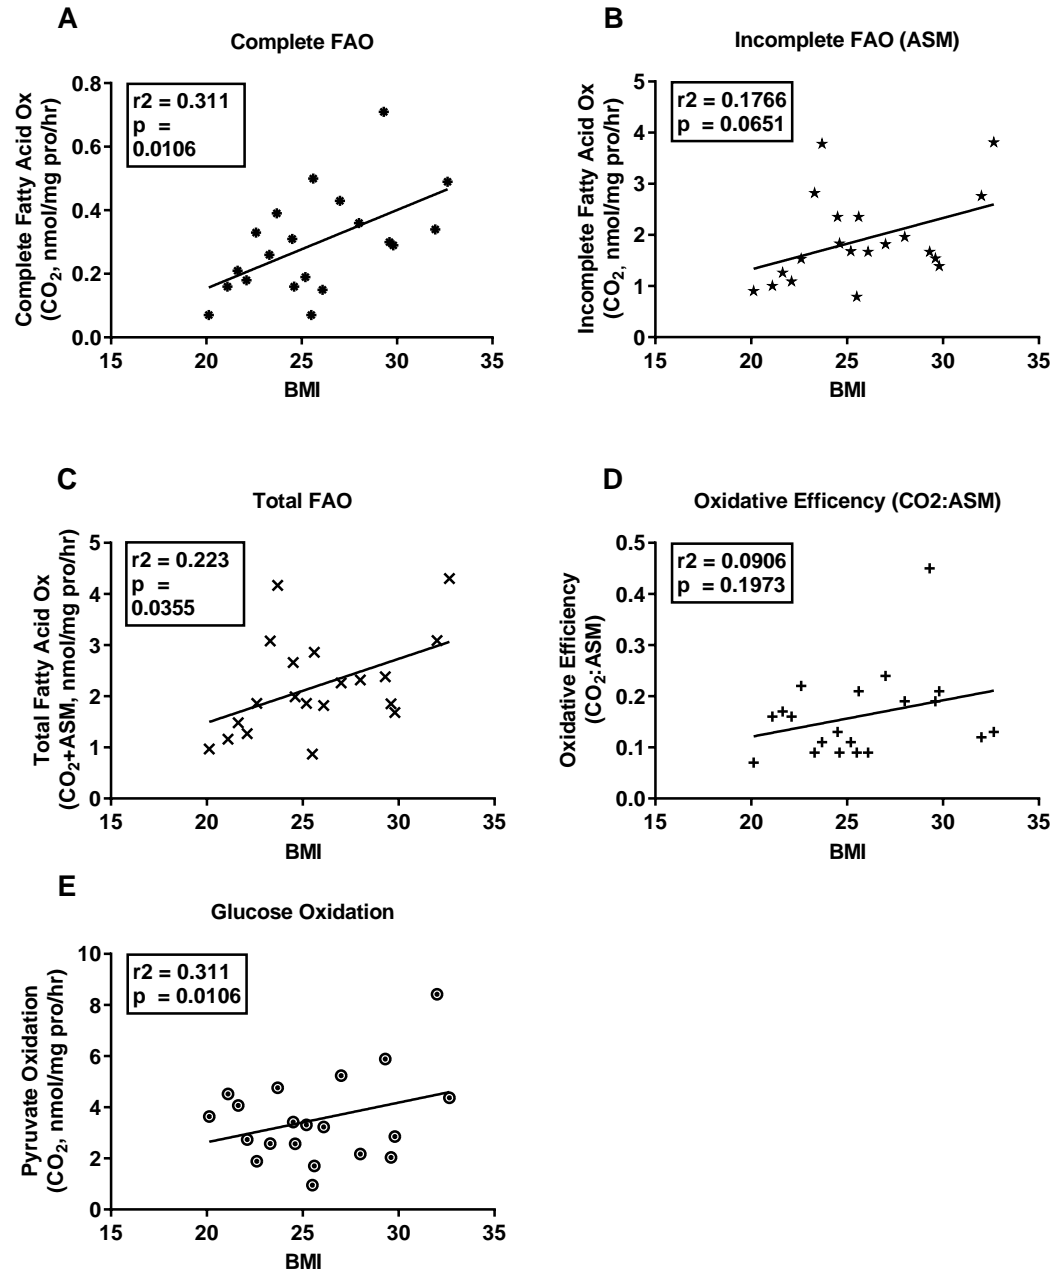 A
Complete FAO
Complete Fatty Acid Ox
(CO2, nmol/mg pro/hr)
0.8
0.6
0.4
0.2
0.0
r2 = 0.311
p =
0.0106
15 20 25 30 35
BMI
B
Incomplete FAO (ASM)
Incomplete Fatty Acid Ox
(CO2, nmol/mg pro/hr)
5
4
3
2
1
0
r2 = 0.1766
p = 0.0651
15 20 25 30 35
BMI
C
Total FAO
Total Fatty Acid Ox
(CO2+ASM, nmol/mg pro/hr)
5
4
3
2
1
0
r2 = 0.223
p =
0.0355
15 20 25 30 35
BMI
D
Oxidative Efficency (CO2:ASM)
Oxidative Efficiency
(CO2:ASM)
0.5
0.4
0.3
0.2
0.1
0.0
r2 = 0.0906
p = 0.1973
15 20 25 30 35
BMI
E
Glucose Oxidation
Pyruvate Oxidation
(CO2, nmol/mg pro/hr)
10
8
6
4
2
0
r2 = 0.311
p = 0.0106
15 20 25 30 35
BMI